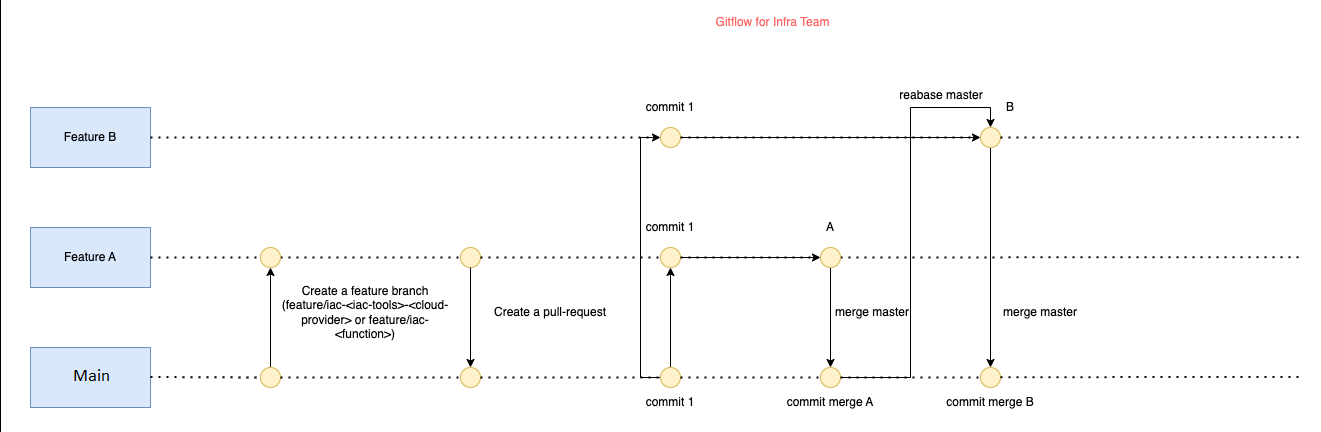 Gitflow for Infra Team
reabase master
commit 1
B
Feature B
commit 1
A
Feature A
Create a feature branch
(feature/iac-<iac-tools>-<cloud-
provider> or feature/iac-
<function>)
Create a pull-request
merge master
merge master
Main
commit 1
commit merge A
commit merge B